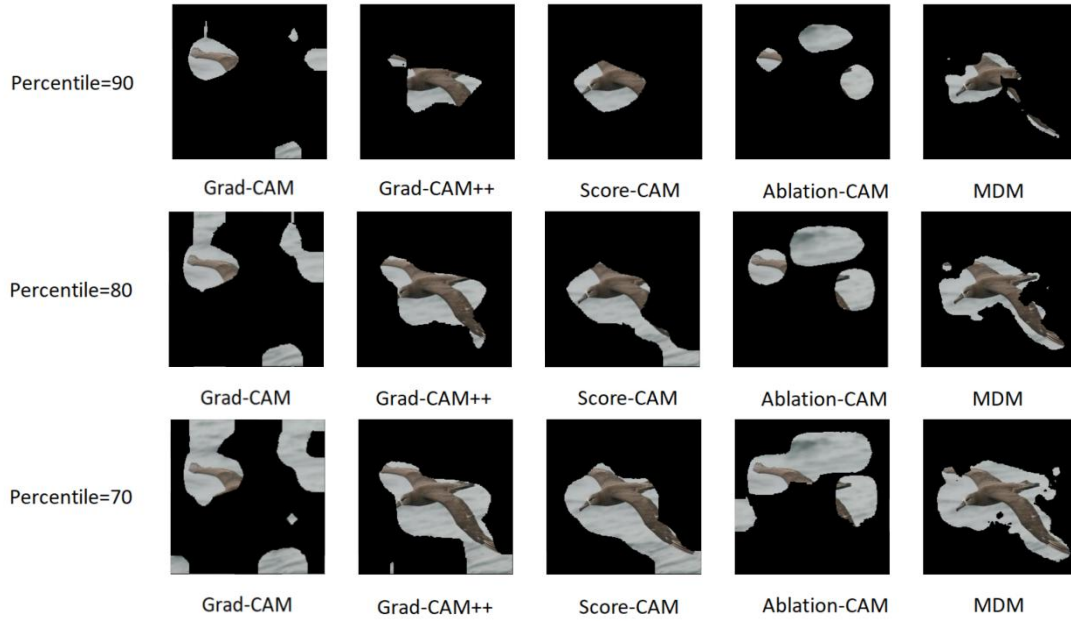 Percentile=90
Grad-CAM Grad-CAM++ Score-CAM Ablation-CAM MDM
Percentile=80
Grad-CAM Grad-CAM++ Score-CAM Ablation-CAM MDM
Percentile=70
Grad-CAM Grad-CAM++ Score-CAM Ablation-CAM MDM